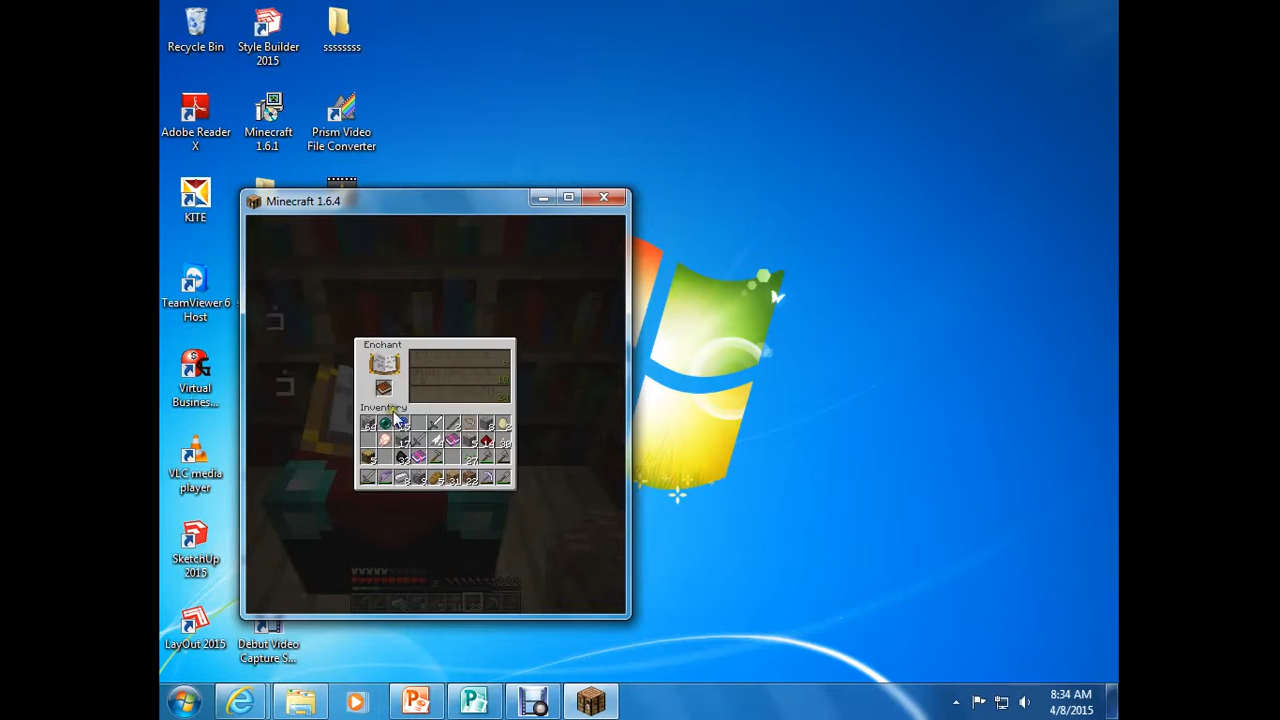 Recycle Bin
Style Builder
2015
ssssssss
Adobe Reader
X
Minecraft
1.6.1
Prism Video
File Converter
KITE
Minecraft 1.6.4
TeamViewer 6
Host
Enchant
Inventory
Virtual
Busines...
VLC media
player
SketchUp
2015
LayOut 2015
Debut Video
Capture S...
8:34 AM
4/8/2015